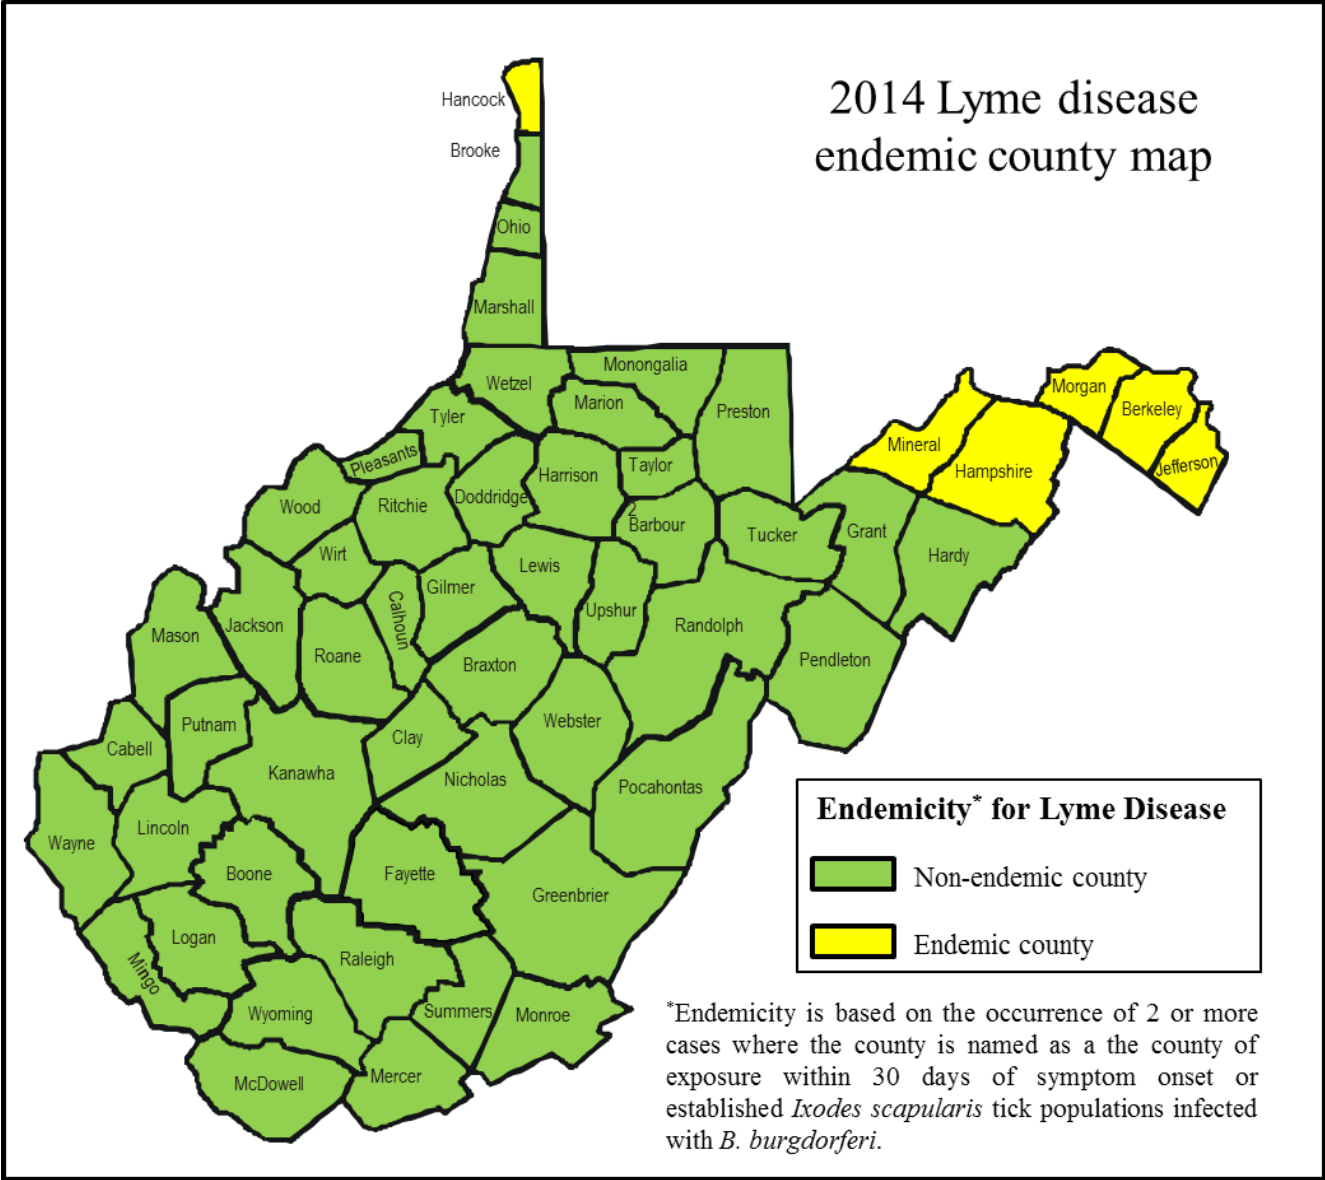 2014 Lyme disease
endemic county map
Hancock
Brooke
Ohio
Marshall
Wetzel
Monongalia
Marion
Preston
Tyler
Pleasants
Taylor
Harrison
Doddridge
Ritchie
Wood
2
Barbour
Tucker
Wirt
Lewis
Gilmer
Calhoun
Upshur
Randolph
Jackson
Mason
Roane
Braxton
Pendleton
Mineral
Hampshire
Morgan
Berkeley
Jefferson
Grant
Hardy
Putnam
Cabell
Clay
Webster
Kanawha
Nicholas
Pocahontas
Lincoln
Wayne
Boone
Fayette
Greenbrier
Logan
Mingo
Raleigh
Wyoming
Summers
Monroe
McDowell
Mercer
Endemicity* for Lyme Disease
Non-endemic county
Endemic county
*Endemicity is based on the occurrence of 2 or more
cases where the county is named as a the county of
exposure within 30 days of symptom onset or
established Ixodes scapularis tick populations infected
with B. burgdorferi.